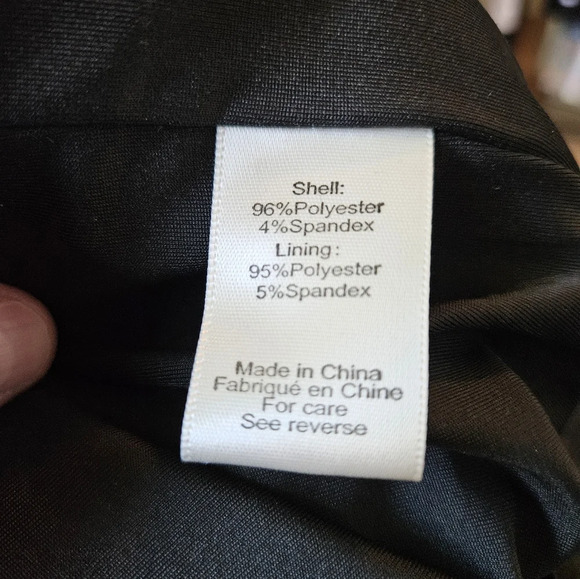 Shell:
96%Polyester
4%Spandex
Lining:
95%Polyester
5%Spandex
Made in China
Fabriqué en Chine
For care
See reverse